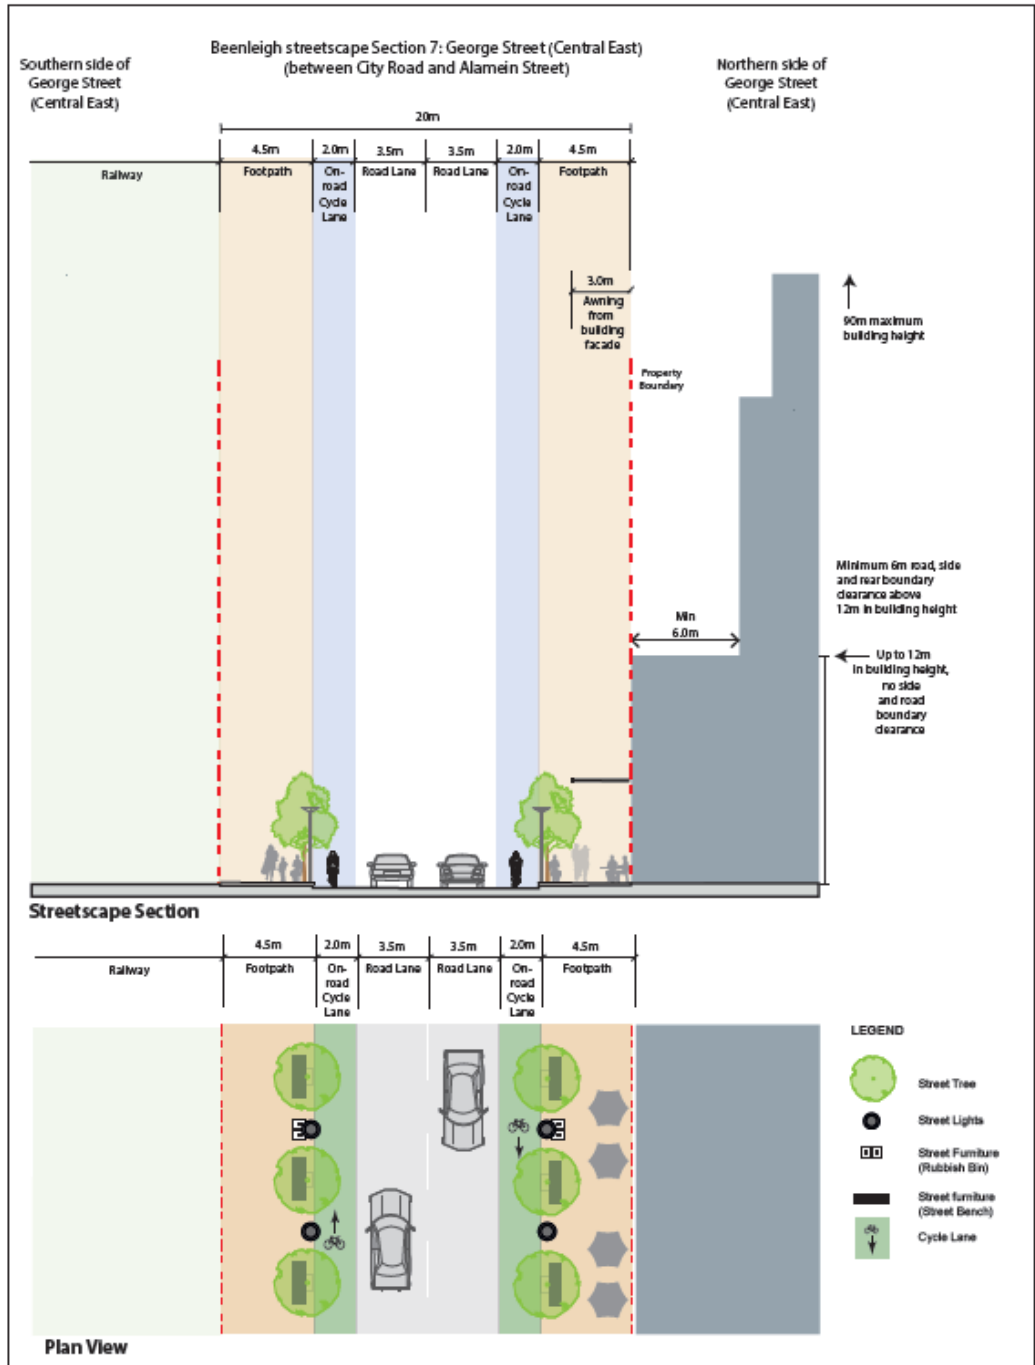 Beenleigh streetscape Section 7: George Street (Central East)
(between City Road and Alamein Street)
Southern side of
George Street
(Central East)
Northern side of
George Street
(Central East)
20m
4.5m
2.0m
3.5m
3.5m
2.0m
4.5m
Railway
Footpath
On-
road
Cycle
Lane
Road Lane
Road Lane
On-
road
Cycle
Lane
Footpath
3.0m
Awning
from
building
facade
90m maximum
building height
Property
Boundary
Minimum 6m road, side
and rear boundary
clearance above
12m in building height
Min
6.0m
Up to 12m
in building height,
no side
and road
boundary
clearance
Streetscape Section
4.5m
2.0m
3.5m
3.5m
2.0m
4.5m
Railway
Footpath
On-
road
Cycle
Lane
Road Lane
Road Lane
On-
road
Cycle
Lane
Footpath
LEGEND
Street Tree
Street Lights
Street Furniture
(Rubbish Bin)
Street furniture
(Street Bench)
Cycle Lane
Plan View